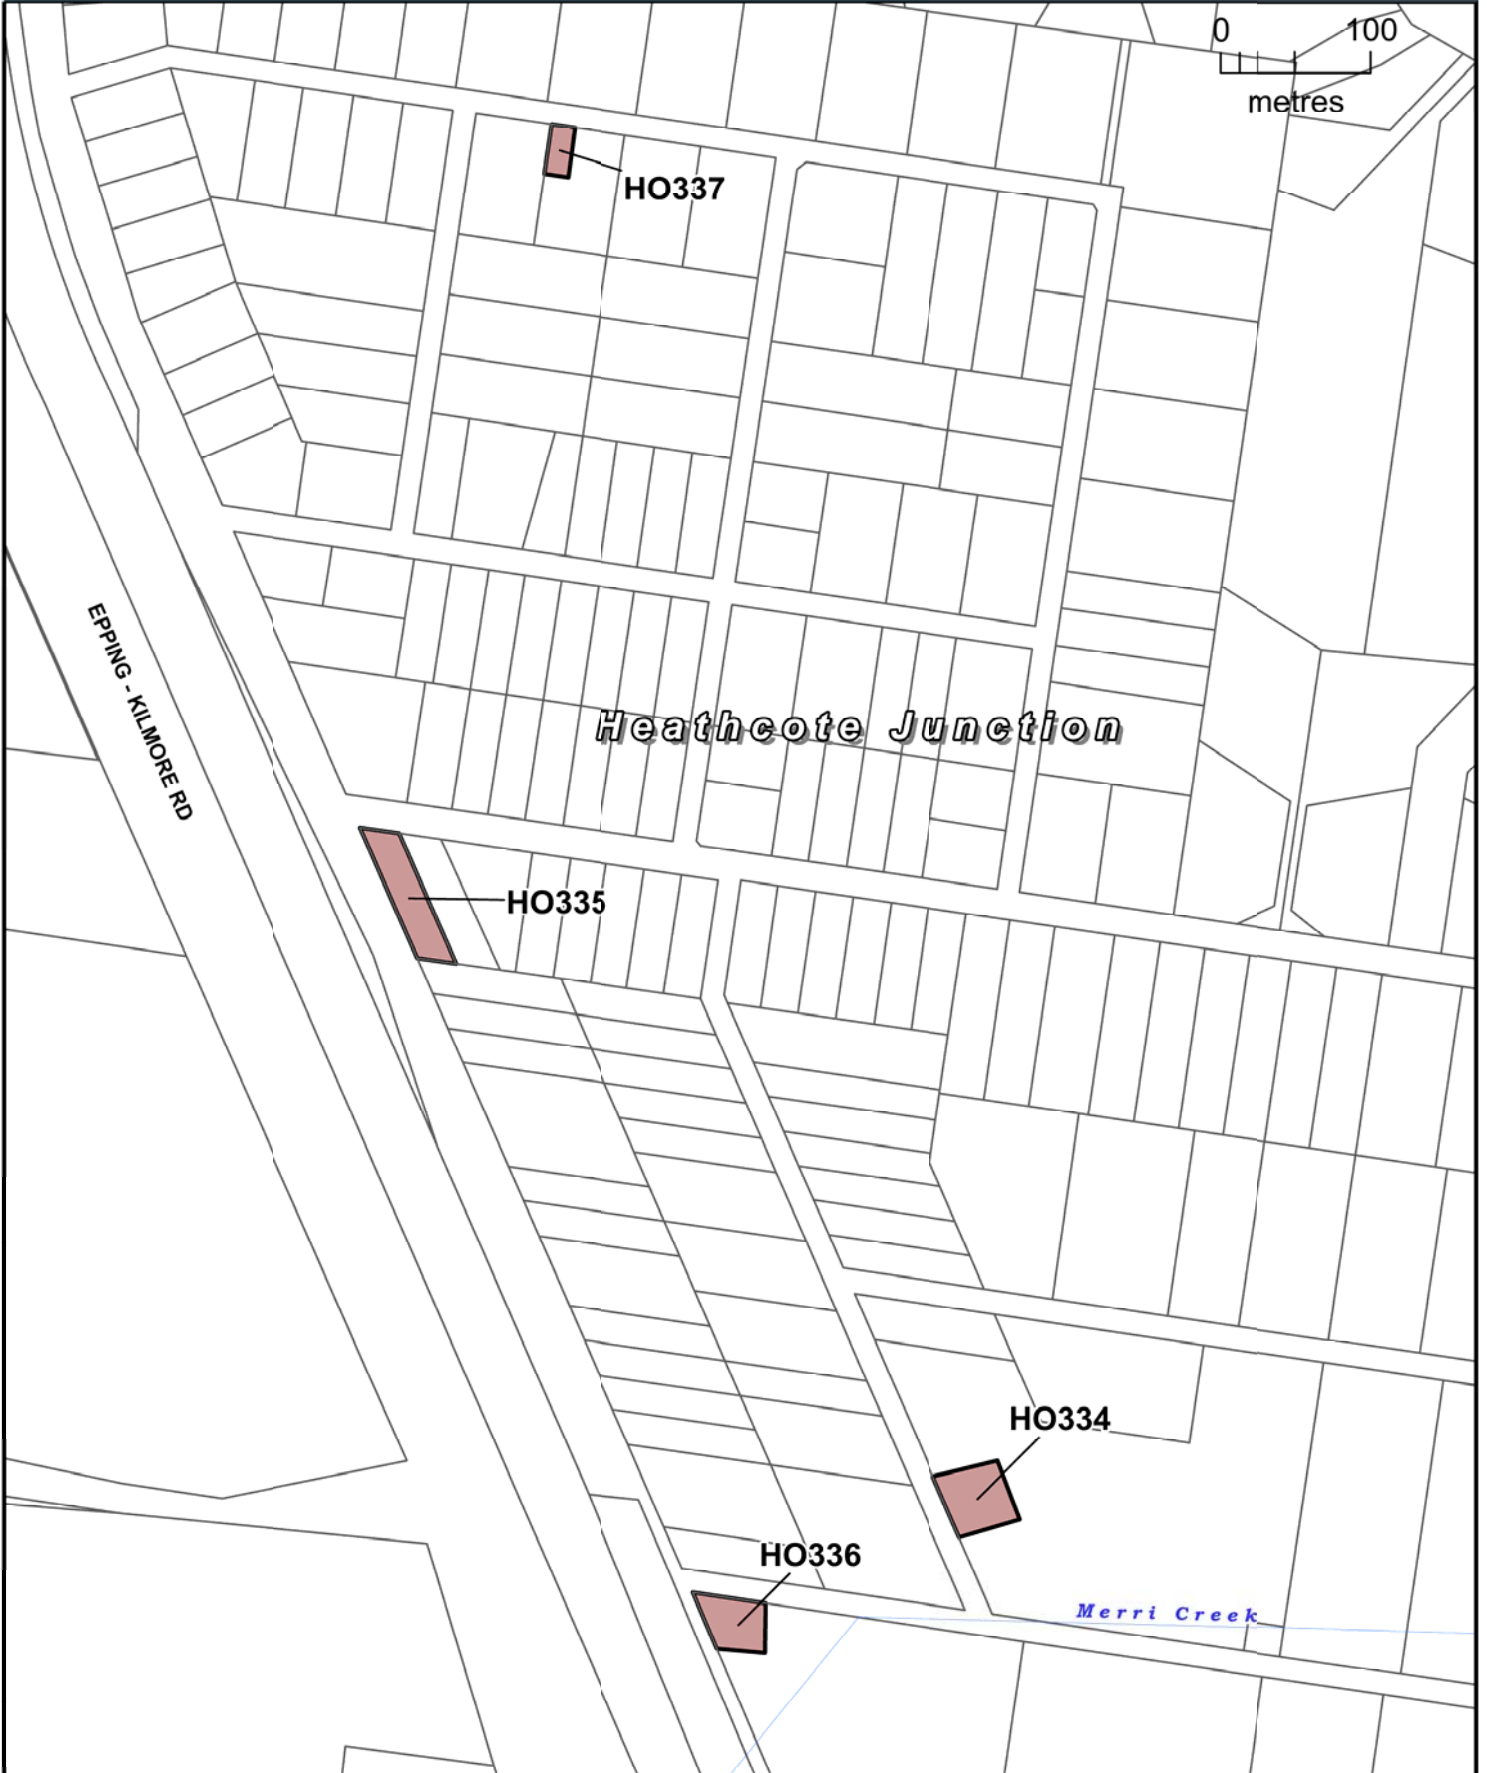 0 100
metres
HO337
EPPING - KILMORE RD
Heathcote Junction
HO335
HO334
HO336
Merri Creek